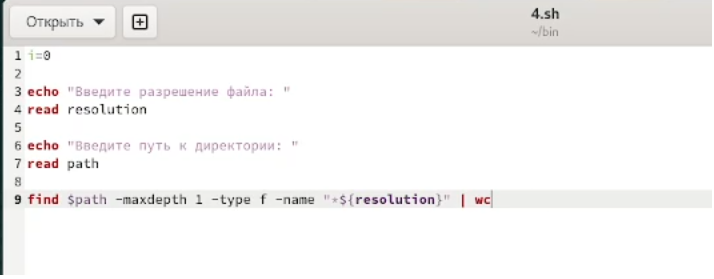 Открыть
4.sh
~/bin
1 i=0
2
3 echo "Введите разрешение файла: "
4 read resolution
5
6 echo "Введите путь к директории: "
7 read path
8
9 find $path -maxdepth 1 -type f -name "*${resolution}" | wc